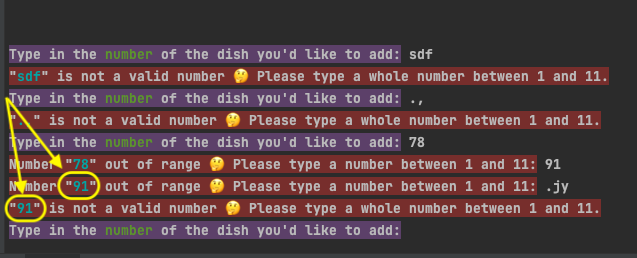 Type in the number of the dish you'd like to add: sdf
"sdf" is not a valid number 🤔 Please type a whole number between 1 and 11.
Type in the number of the dish you'd like to add: .,
".," is not a valid number 🤔 Please type a whole number between 1 and 11.
Type in the number of the dish you'd like to add: 78
Number "78" out of range 🤔 Please type a number between 1 and 11: 91
Number "91" out of range 🤔 Please type a number between 1 and 11: .jy
"91" is not a valid number 🤔 Please type a whole number between 1 and 11.
Type in the number of the dish you'd like to add: